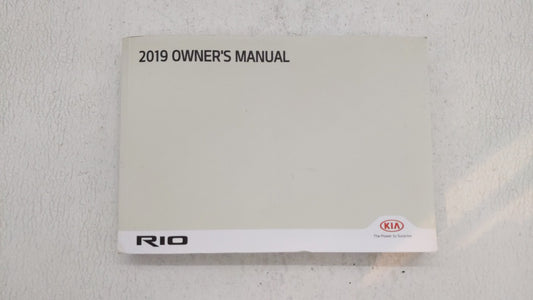 2019 OWNER'S MANUAL
RIO
KIA
The Power to Surprise